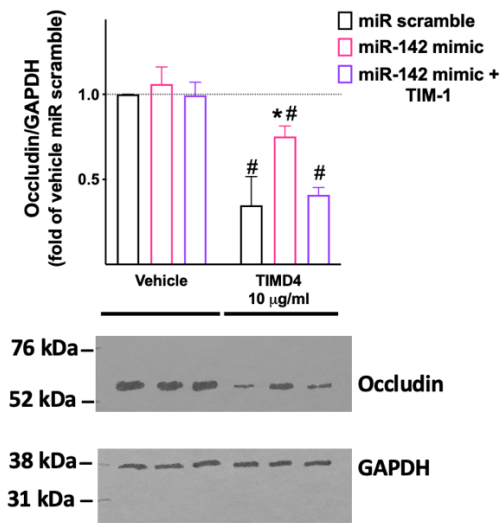 miR scramble
miR-142 mimic
miR-142 mimic +
TIM-1
Occludin/GAPDH
(fold of vehicle miR scramble)
1.0
0.5
#
*#
#
Vehicle
TIMD4
10 µg/ml
76 kDa –
52 kDa –
Occludin
38 kDa –
31 kDa –
GAPDH